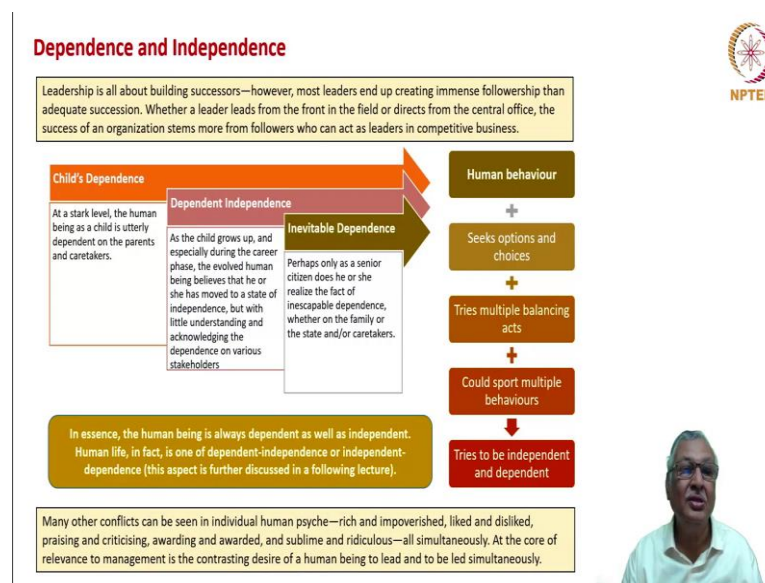 Dependence and Independence
Leadership is all about building successors—however, most leaders end up creating immense followership than
adequate succession. Whether a leader leads from the front in the field or directs from the central office, the
success of an organization stems more from followers who can act as leaders in competitive business.
NPTEL
Child's Dependence
At a stark level, the human
being as a child is utterly
dependent on the parents
and caretakers.
Dependent Independence
As the child grows up, and
especially during the career
phase, the evolved human
being believes that he or
she has moved to a state of
independence, but with
little understanding and
acknowledging the
dependence on various
stakeholders
Inevitable Dependence
Perhaps only as a senior
citizen does he or she
realize the fact of
inescapable dependence,
whether on the family or
the state and/or caretakers.
Human behaviour
+
Seeks options and
choices
+
Tries multiple balancing
acts
+
Could sport multiple
behaviours
Tries to be independent
and dependent
In essence, the human being is always dependent as well as independent.
Human life, in fact, is one of dependent-independence or independent-
dependence (this aspect is further discussed in a following lecture).
Many other conflicts can be seen in individual human psyche—rich and impoverished, liked and disliked,
praising and criticising, awarding and awarded, and sublime and ridiculous—all simultaneously. At the core of
relevance to management is the contrasting desire of a human being to lead and to be led simultaneously.